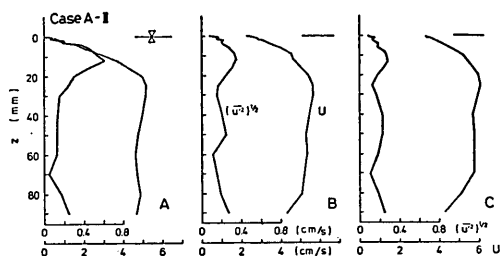 Case A-II
0
20
40
60
80
z (mm)
(u'²)^1/2
U
A
B
C
0 0.4 0.8
0 0.4 0.8 (cm/s)
0 0.4 0.8 (u'²)^1/2
0 2 4 6
0 2 4 (cm/s)
0 2 4 6 U